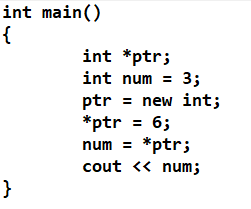 int main()
{
int *ptr;
int num = 3;
ptr = new int;
*ptr = 6;
num = *ptr;
cout << num;
}